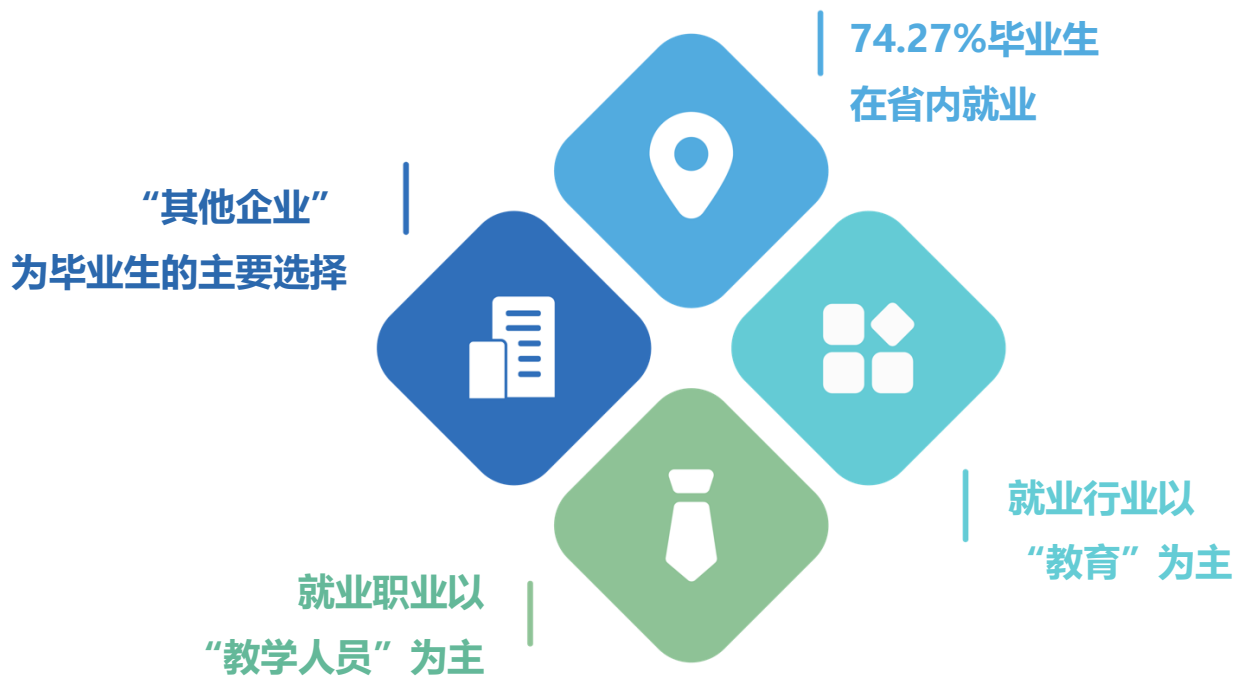 74.27%毕业生
在省内就业
“其他企业”
为毕业生的主要选择
就业行业以
“教育”为主
就业职业以
“教学人员”为主